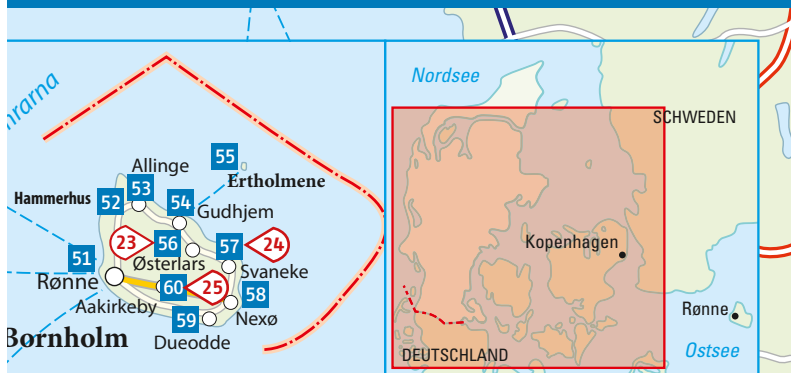 nrarna
Nordsee
SCHWEDEN
55
Allinge
Ertholmene
53
Hammerhus
52
54
Gudhjem
23
56
57
24
Kopenhagen
51
Østerlars
Svaneke
Rønne
60
25
58
Rønne
Aakirkeby
59
Nexø
Bornholm
Dueodde
DEUTSCHLAND
Ostsee